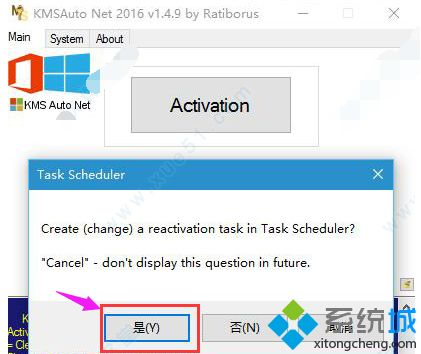 KMSAuto Net 2016 v1.4.9 by Ratiborus
Main System About
KMS Auto Net
Activation
Task Scheduler
Create (change) a reactivation task in Task Scheduler?
"Cancel" - don't display this question in future.
是(Y) 否(N) 取消
系统城
xitongcheng.com